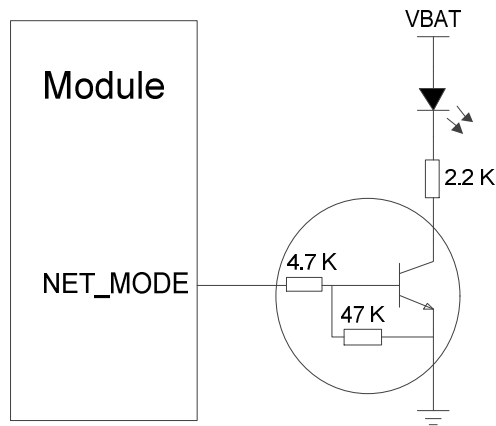 VBAT
Module
2.2 K
4.7 K
NET_MODE
47 K